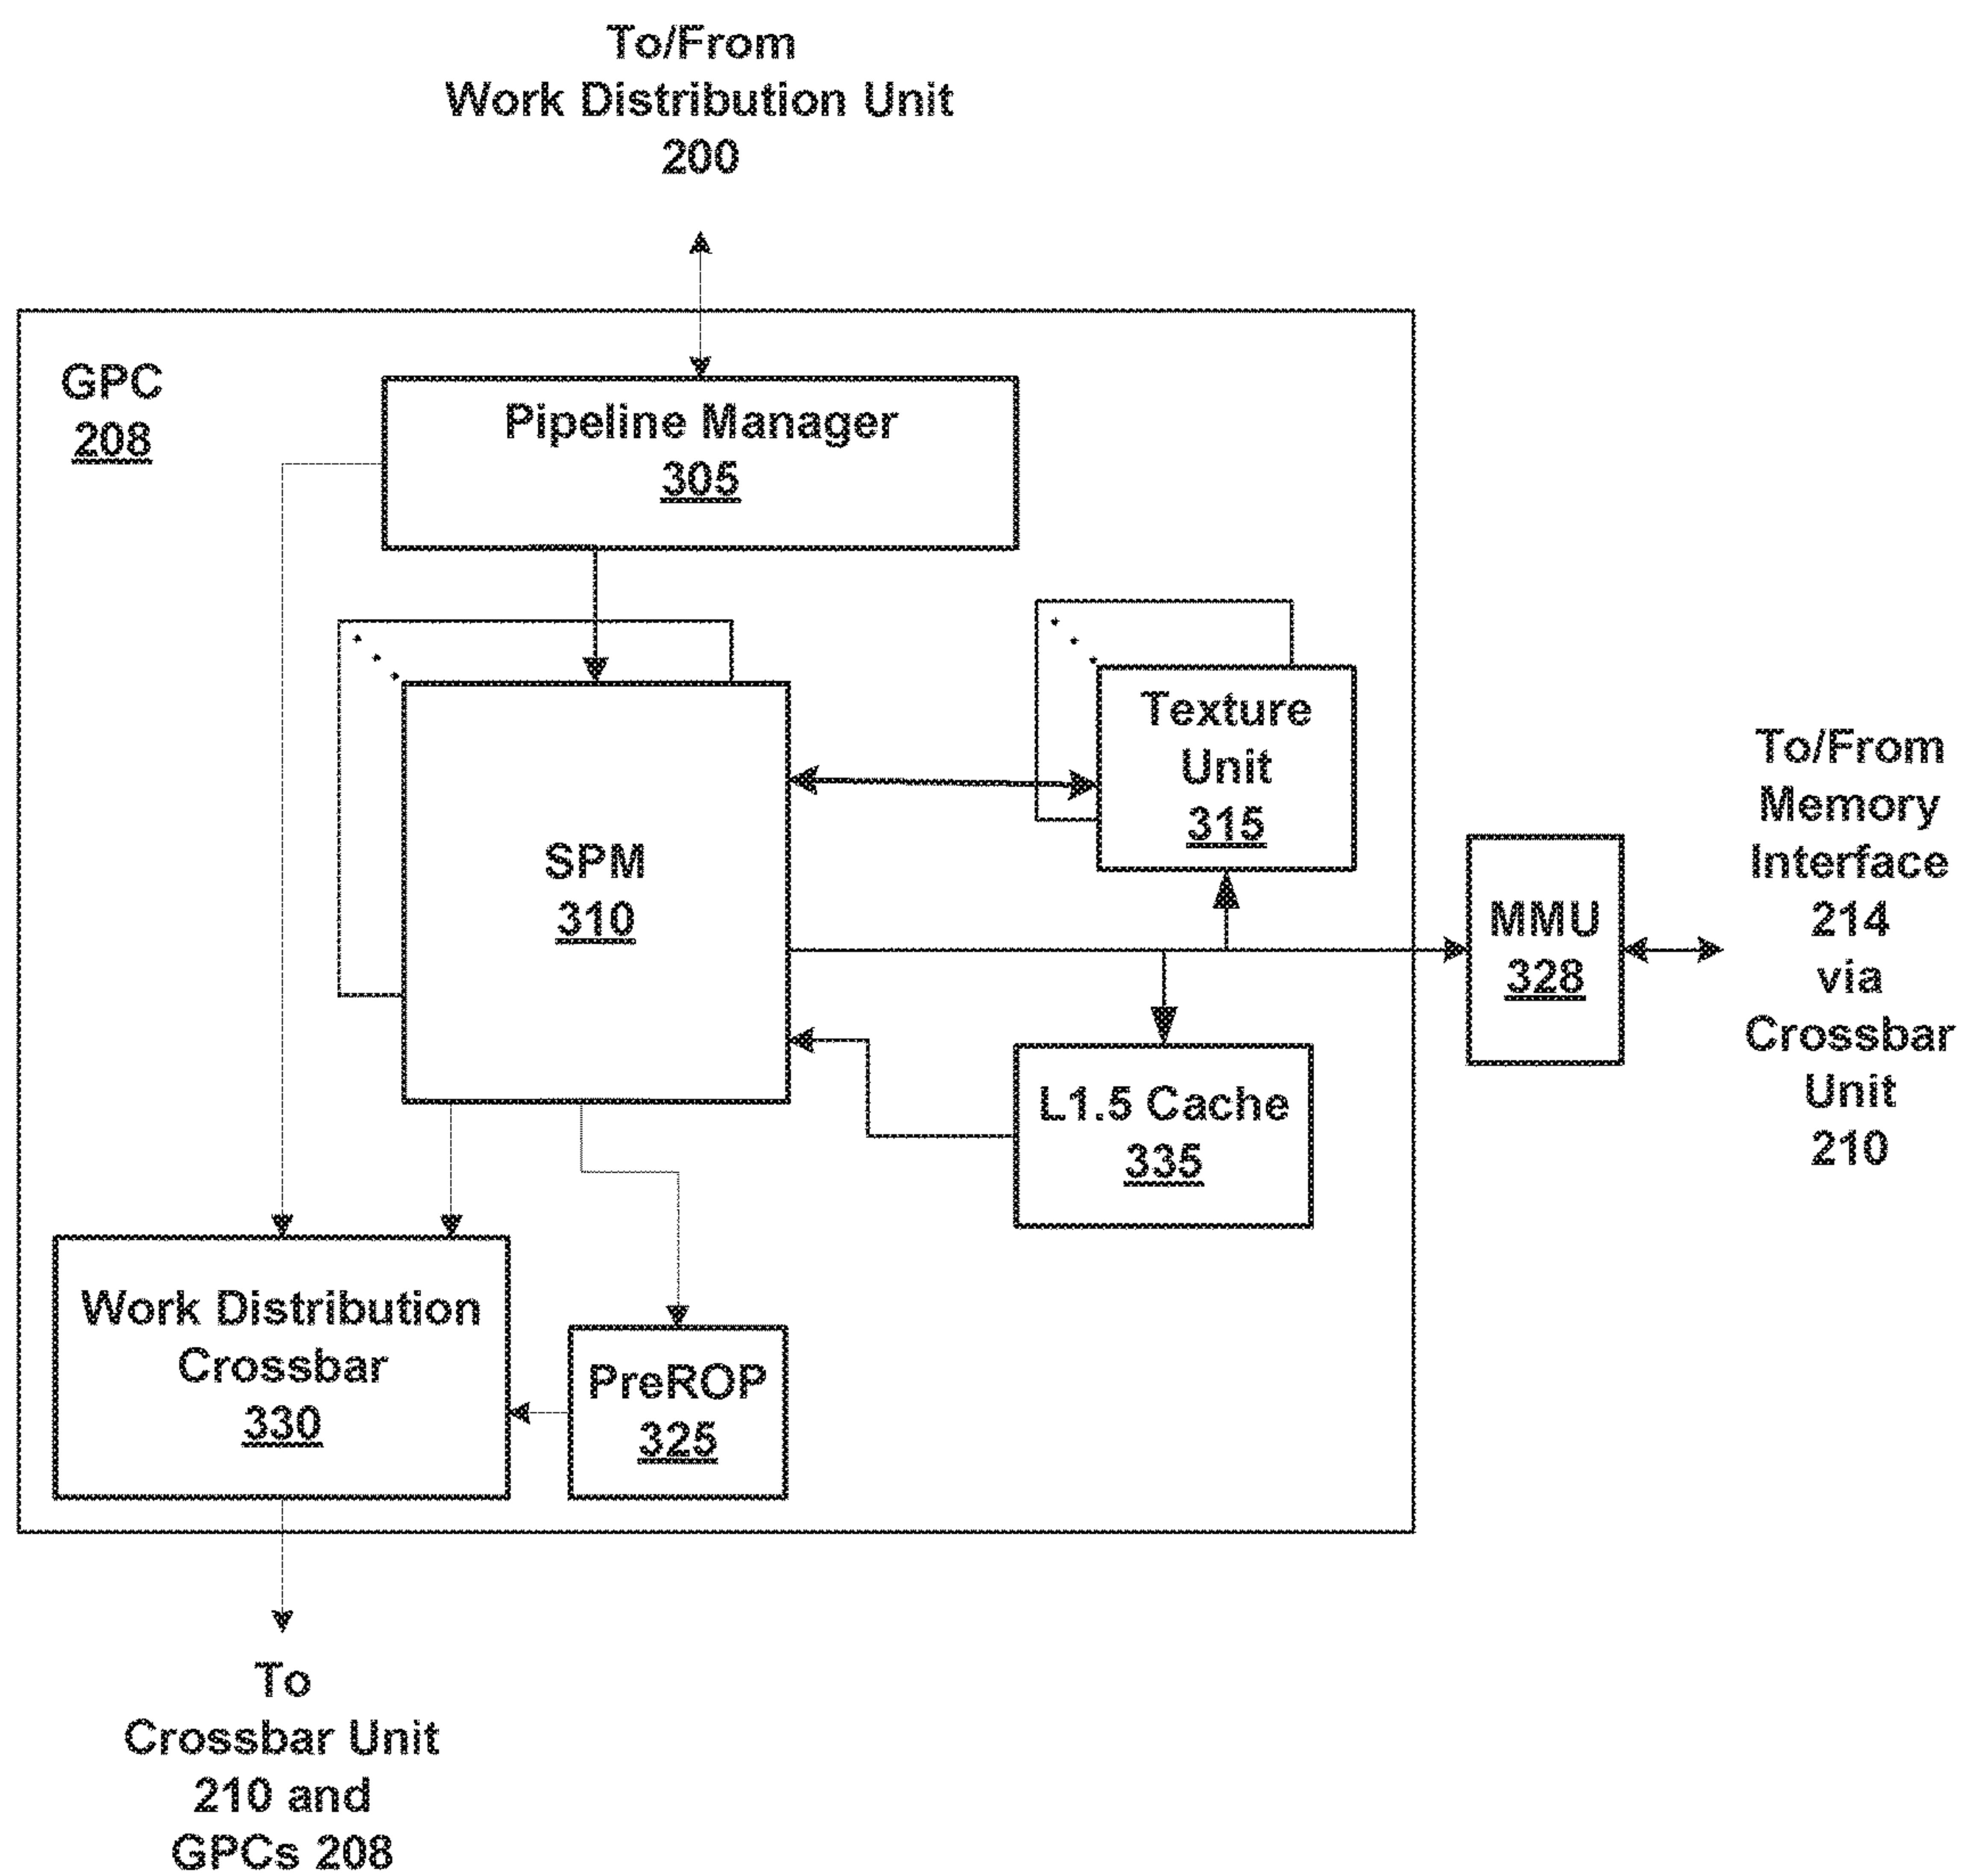 To/From
Work Distribution Unit
200
GPC
208
Pipeline Manager
305
Texture
Unit
315
SPM
310
To/From
Memory
Interface
214
via
Crossbar
Unit
210
MMU
328
L1.5 Cache
335
Work Distribution
Crossbar
330
PreROP
325
To
Crossbar Unit
210 and
GPCs 208